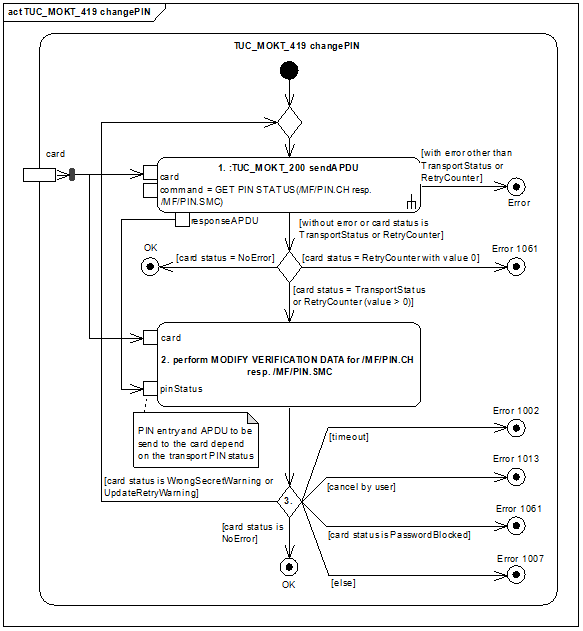 act TUC_MOKT_419 changePIN
TUC_MOKT_419 changePIN
card
1. :TUC_MOKT_200 sendAPDU
card
command = GET PIN STATUS(/MF/PIN.CH resp.
/MF/PIN.SMC)
[with error other than
TransportStatus or
RetryCounter]
Error
responseAPDU
[without error or card status is
TransportStatus or RetryCounter]
OK
[card status = NoError]
[card status = RetryCounter with value 0]
Error 1061
[card status = TransportStatus
or RetryCounter (value > 0)]
card
2. perform MODIFY VERIFICATION DATA for /MF/PIN.CH
resp. /MF/PIN.SMC
pinStatus
PIN entry and APDU to be
send to the card depend
on the transport PIN status
Error 1002
[timeout]
Error 1013
[cancel by user]
[card status is WrongSecretWarning or
UpdateRetryWarning]
3.
Error 1061
[card status is PasswordBlocked]
[card status is
NoError]
Error 1007
[else]
OK